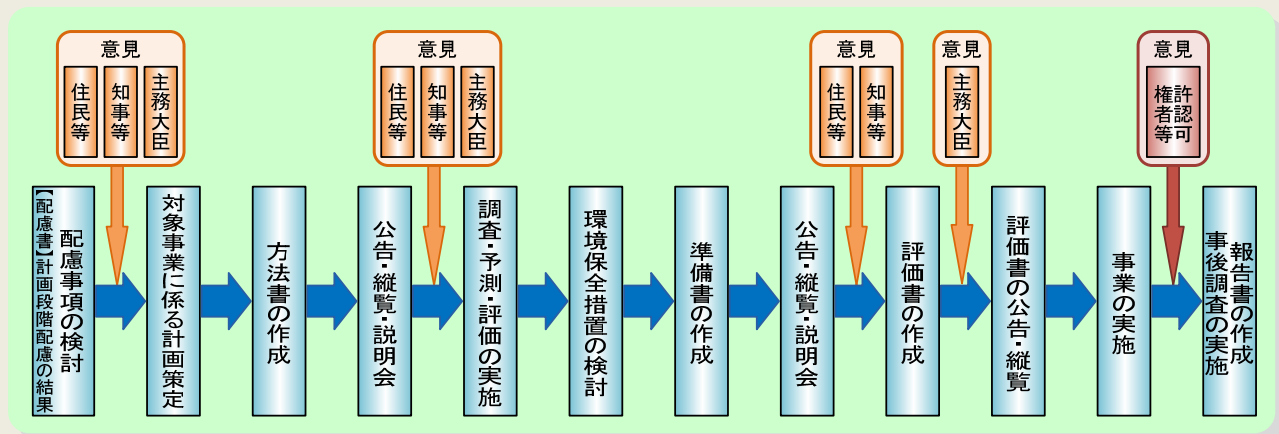 意見
住民等
知事等
主務大臣
意見
住民等
知事等
主務大臣
意見
住民等
知事等
意見
主務大臣
意見
許認可
権者等
配慮事項の検討
【配慮書】計画段階配慮の結果
対象事業に係る計画策定
方法書の作成
公告・縦覧・説明会
調査・予測・評価の実施
環境保全措置の検討
準備書の作成
公告・縦覧・説明会
評価書の作成
評価書の公告・縦覧
事業の実施
報告書の作成
事後調査の実施